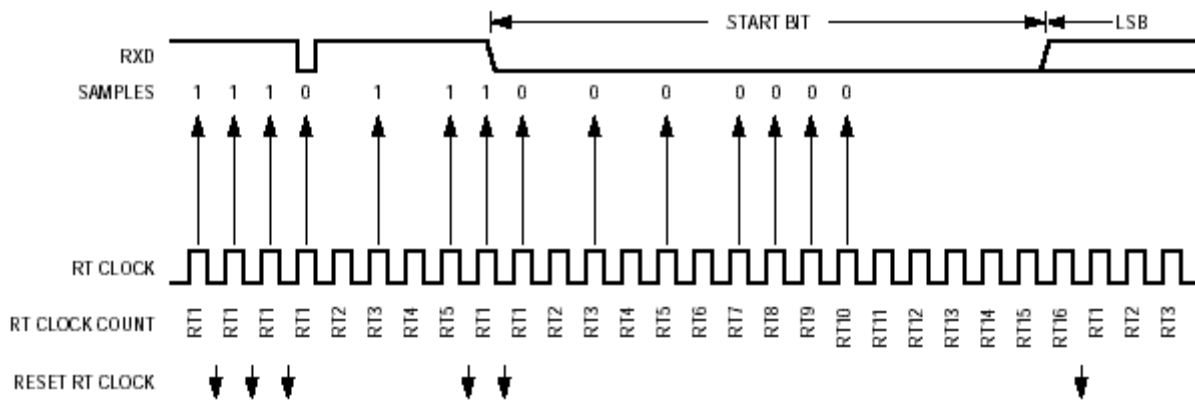 START BIT LSB
RXD
SAMPLES 1 1 1 0 1 1 1 0 0 0 0 0 0 0
RT CLOCK
RT CLOCK COUNT RT1 RT1 RT1 RT1 RT2 RT3 RT4 RT5 RT1 RT1 RT2 RT3 RT4 RT5 RT6 RT7 RT8 RT9 RT10 RT11 RT12 RT13 RT14 RT15 RT16 RT1 RT2 RT3
RESET RT CLOCK